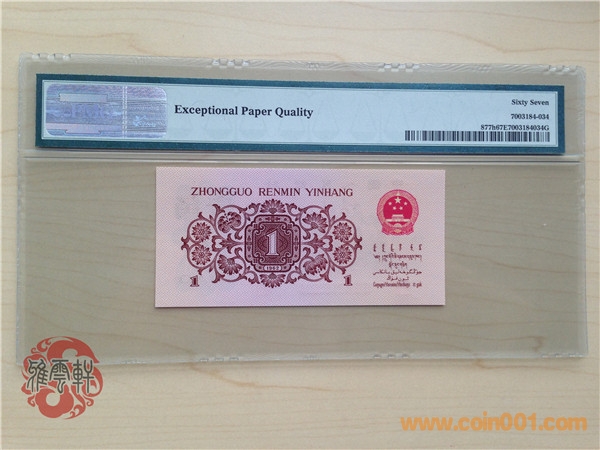 Exceptional Paper Quality
Sixty Seven
7003184-034
877h67E7003184034G
ZHONGGUO RENMIN YINHANG
1
1962
1
1
雅雲軒
www.coin001.com